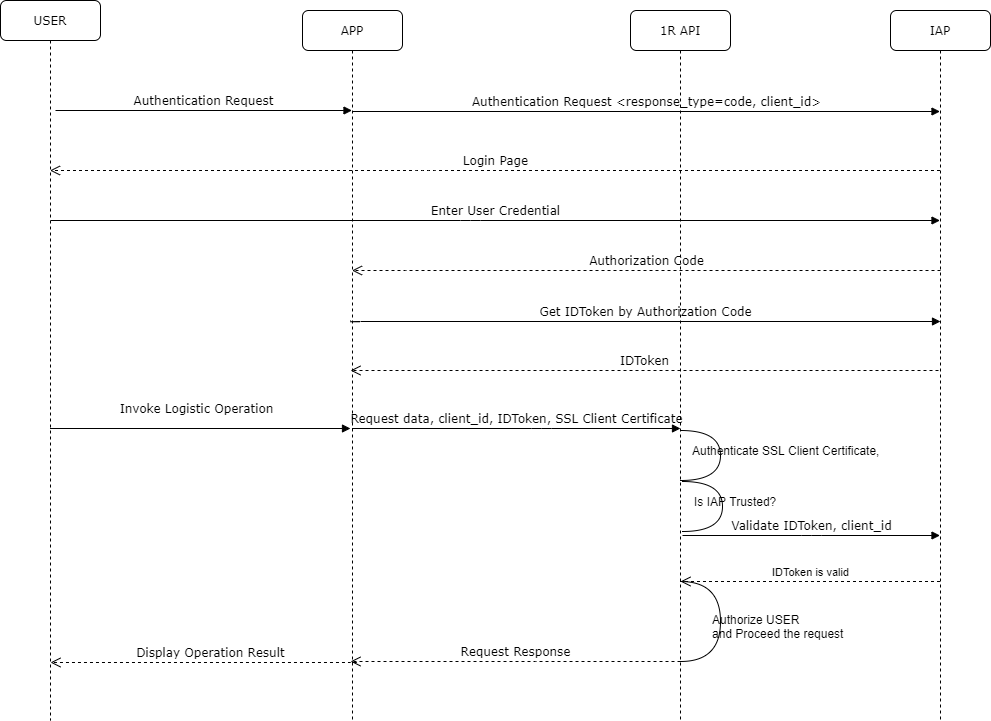 USER
APP
1R API
IAP
Authentication Request
Authentication Request <response_type=code, client_id>
Login Page
Enter User Credential
Authorization Code
Get IDToken by Authorization Code
IDToken
Invoke Logistic Operation
Request data, client_id, IDToken, SSL Client Certificate
Authenticate SSL Client Certificate,
Is IAP Trusted?
Validate IDToken, client_id
IDToken is valid
Authorize USER
and Proceed the request
Request Response
Display Operation Result